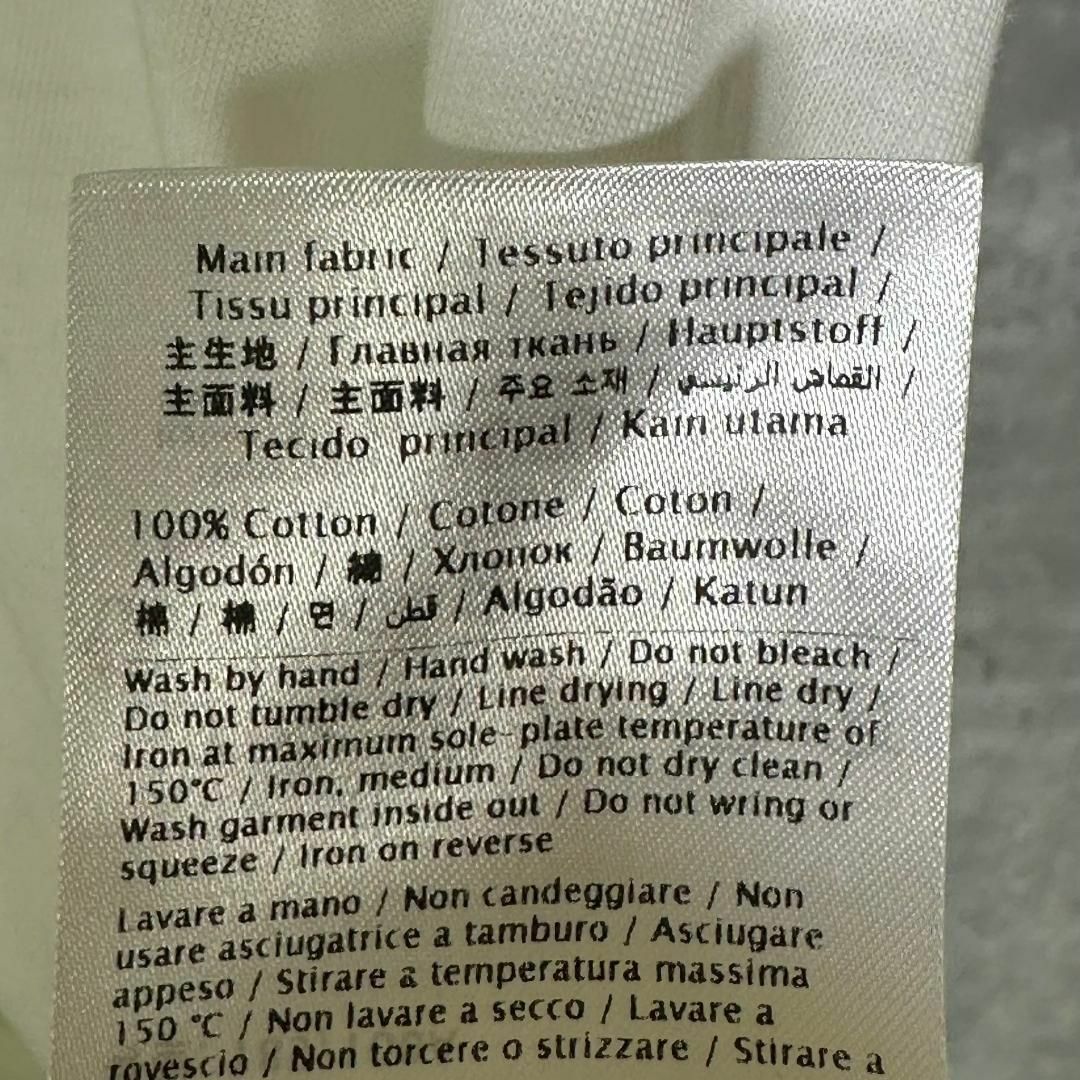 Main fabric / Tessuto principale /
Tissu principal / Tejido principal /
主生地 / Главная ткань / Hauptstoff /
主面料 / 主面料 / 주요 소재 / القماش الرئيسي /
Tecido principal / Kain utama
100% Cotton / Cotone / Coton /
Algodón / 綿 / Хлопок / Baumwolle /
棉 / 棉 / 면 / قطن / Algodão / Katun
Wash by hand / Hand wash / Do not bleach /
Do not tumble dry / Line drying / Line dry /
Iron at maximum sole-plate temperature of
150°C / Iron, medium / Do not dry clean /
Wash garment inside out / Do not wring or
squeeze / Iron on reverse
Lavare a mano / Non candeggiare / Non
usare asciugatrice a tamburo / Asciugare
appeso / Stirare a temperatura massima
150 °C / Non lavare a secco / Lavare a
rovescio / Non torcere o strizzare / Stirare a